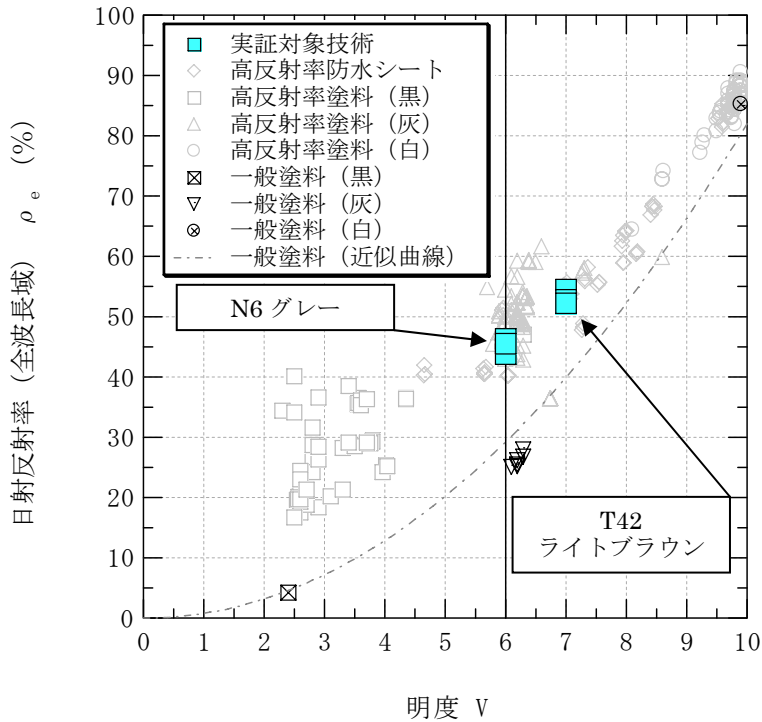 100
90
80
70
60
50
40
30
20
10
0
日射反射率（全波長域） ρe （%）
実証対象技術
高反射率防水シート
高反射率塗料（黒）
高反射率塗料（灰）
高反射率塗料（白）
一般塗料（黒）
一般塗料（灰）
一般塗料（白）
一般塗料（近似曲線）
N6 グレー
T42
ライトブラウン
0 1 2 3 4 5 6 7 8 9 10
明度 V